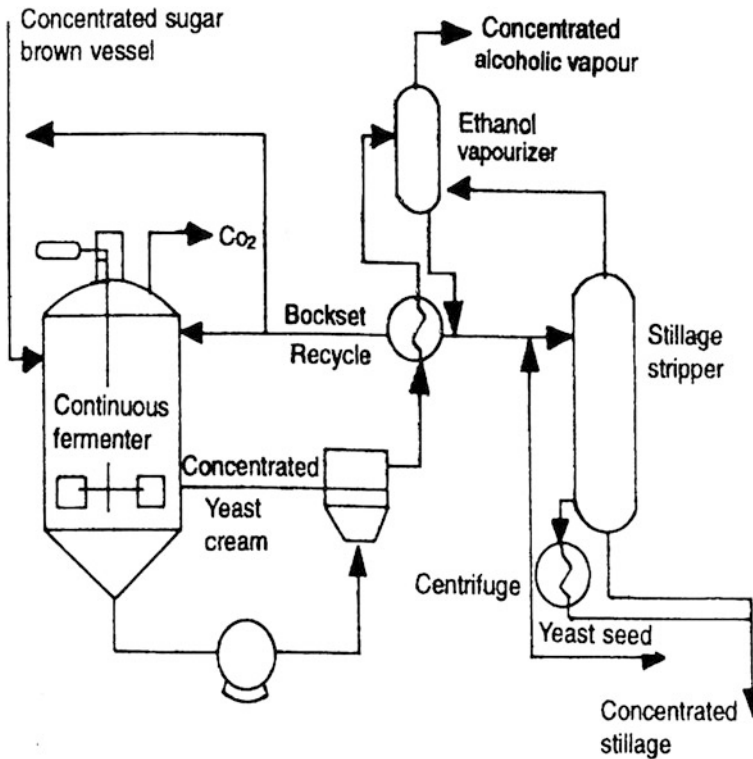 Concentrated sugar
brown vessel
Concentrated
alcoholic vapour
Ethanol
vapourizer
Co₂
Bockset
Recycle
Stillage
stripper
Continuous
fermenter
Concentrated
Yeast
cream
Centrifuge
Yeast seed
Concentrated
stillage